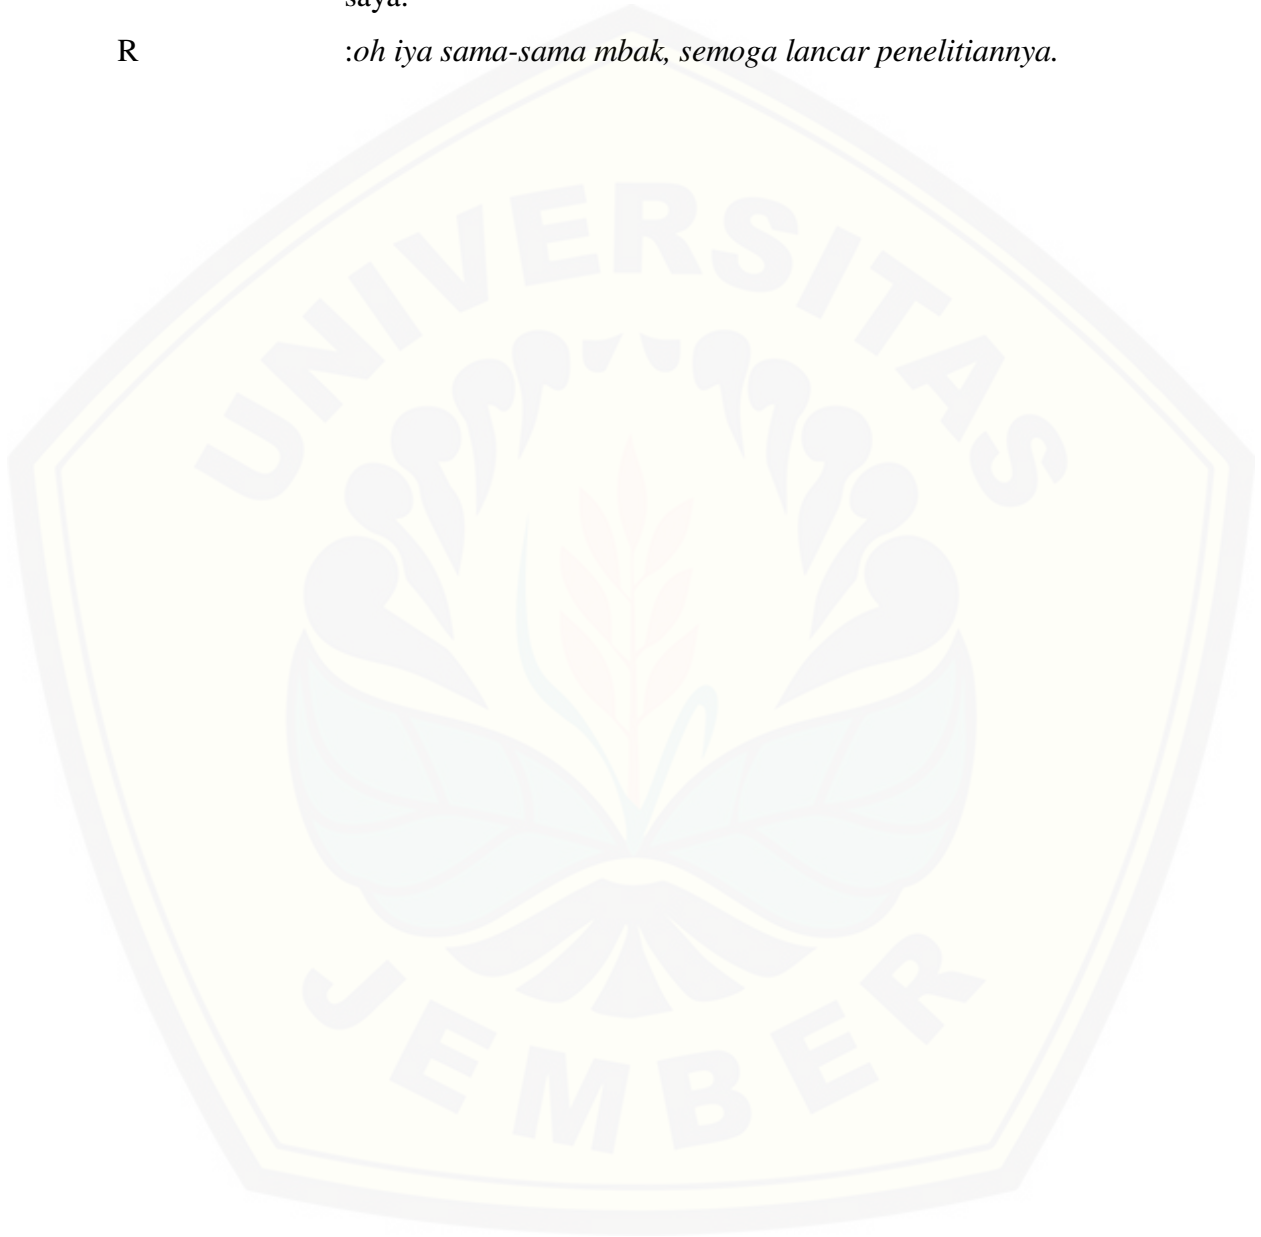 saya.
R :oh iya sama-sama mbak, semoga lancar penelitiannya.
UNIVERSITAS
JEMBER